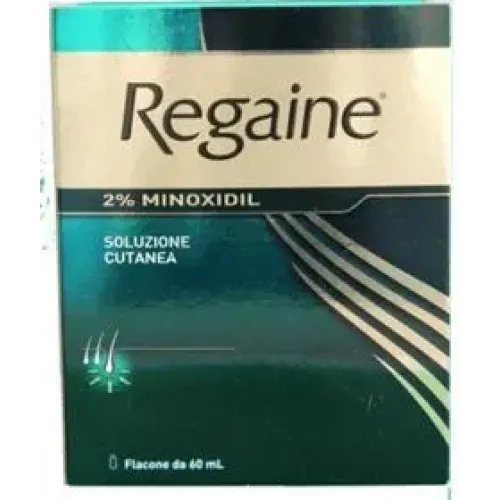 Regaine®
2% MINOXIDIL
SOLUZIONE
CUTANEA
Flacone da 60 mL